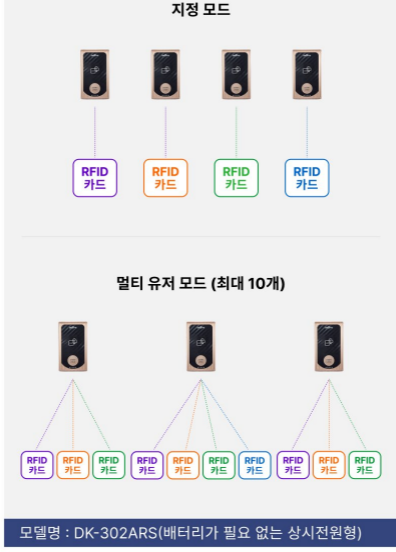 지정 모드
RFID
카드
RFID
카드
RFID
카드
RFID
카드
멀티 유저 모드 (최대 10개)
RFID
카드
RFID
카드
RFID
카드
RFID
카드
RFID
카드
RFID
카드
RFID
카드
RFID
카드
RFID
카드
RFID
카드
모델명 : DK-302ARS(배터리가 필요 없는 상시전원형)